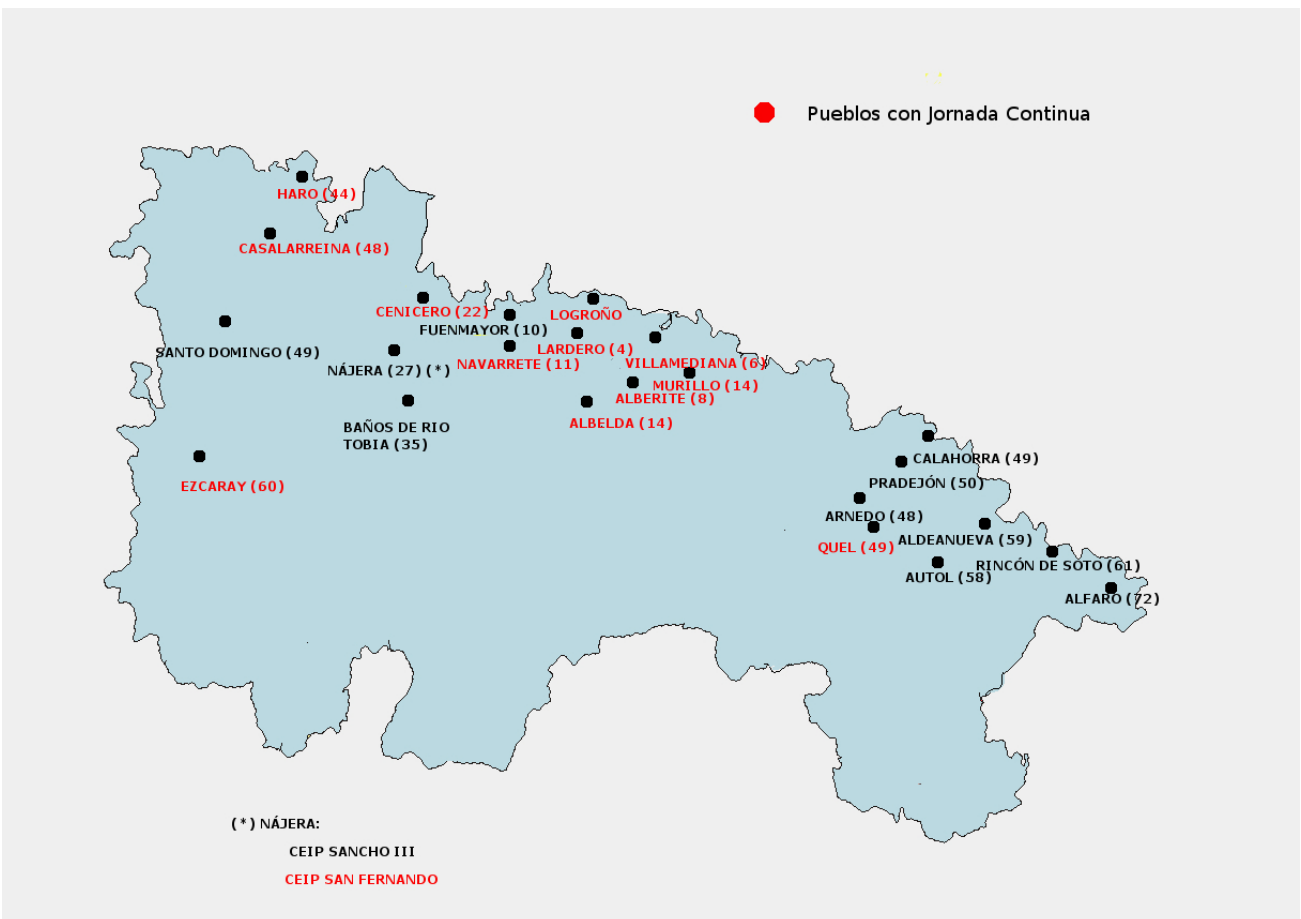 Pueblos con Jornada Continua
HARO (44)
CASALARREINA (48)
CENICERO (22)
LOGROÑO
FUENMAYOR (10)
SANTO DOMINGO (49)
LARDERO (4)
NAVARRETE (11)
VILLAMEDIANA (6)
NÁJERA (27) (*)
MURILLO (14)
ALBERITE (8)
BAÑOS DE RIO
TOBIA (35)
ALBELDA (14)
CALAHORRA (49)
EZCARAY (60)
PRADEJÓN (50)
ARNEDO (48)
ALDEANUEVA (59)
QUEL (49)
RINCÓN DE SOTO (61)
AUTOL (58)
ALFARO (72)
(*) NÁJERA:
CEIP SANCHO III
CEIP SAN FERNANDO